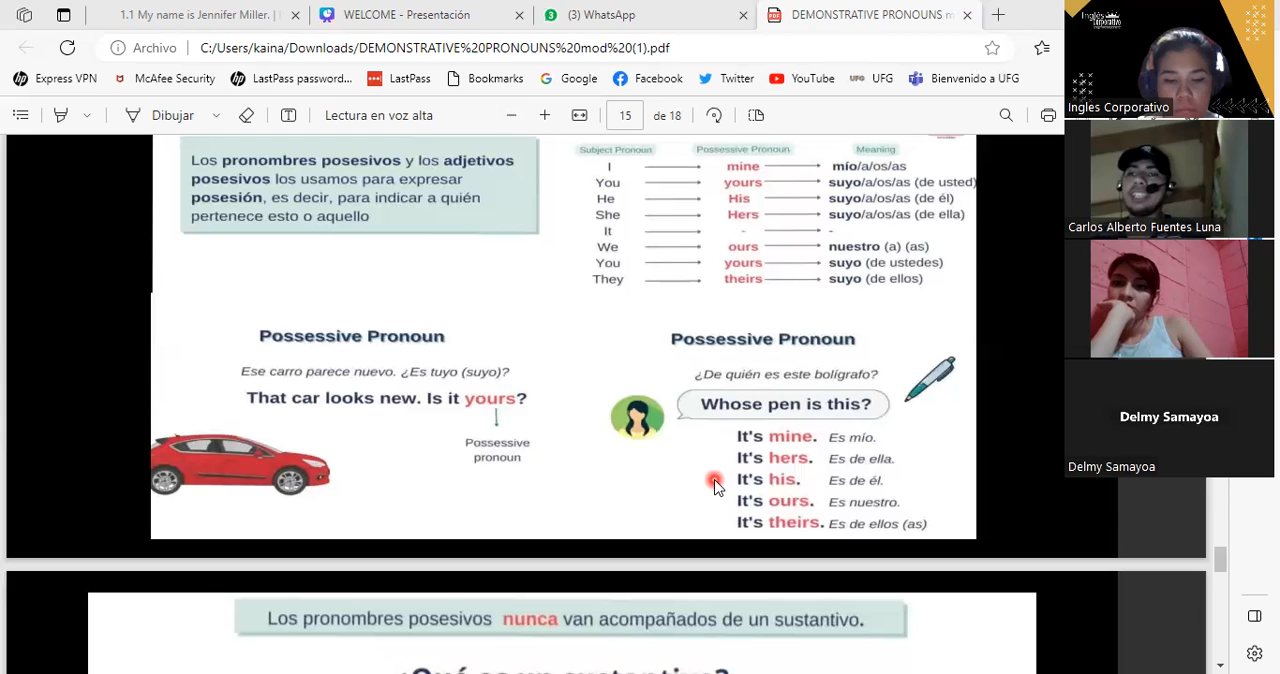 1.1 My name is Jennifer Miller. |
WELCOME - Presentación
(3) WhatsApp
DEMONSTRATIVE PRONOUNS m
Archivo
C:/Users/kaina/Downloads/DEMONSTRATIVE%20PRONOUNS%20mod%20(1).pdf
Express VPN
McAfee Security
LastPass password...
LastPass
Bookmarks
Google
Facebook
Twitter
YouTube
UFG
Bienvenido a UFG
Dibujar
Lectura en voz alta
15
de 18
Los pronombres posesivos y los adjetivos
posesivos los usamos para expresar
posesión, es decir, para indicar a quién
pertenece esto o aquello
Subject Pronoun Possessive Pronoun Meaning
I mine mío/a/os/as
You yours suyo/a/os/as (de usted)
He His suyo/a/os/as (de él)
She Hers suyo/a/os/as (de ella)
It - -
We ours nuestro (a) (as)
You yours suyo (de ustedes)
They theirs suyo (de ellos)
Possessive Pronoun
Ese carro parece nuevo. ¿Es tuyo (suyo)?
That car looks new. Is it yours?
Possessive
pronoun
Possessive Pronoun
¿De quién es este bolígrafo?
Whose pen is this?
It's mine. Es mío.
It's hers. Es de ella.
It's his. Es de él.
It's ours. Es nuestro.
It's theirs. Es de ellos (as)
Los pronombres posesivos nunca van acompañados de un sustantivo.
¿Qué es un sustantivo?
Inglés
Corporativo
Ingles Corporativo
Carlos Alberto Fuentes Luna
Delmy Samayoa
Delmy Samayoa